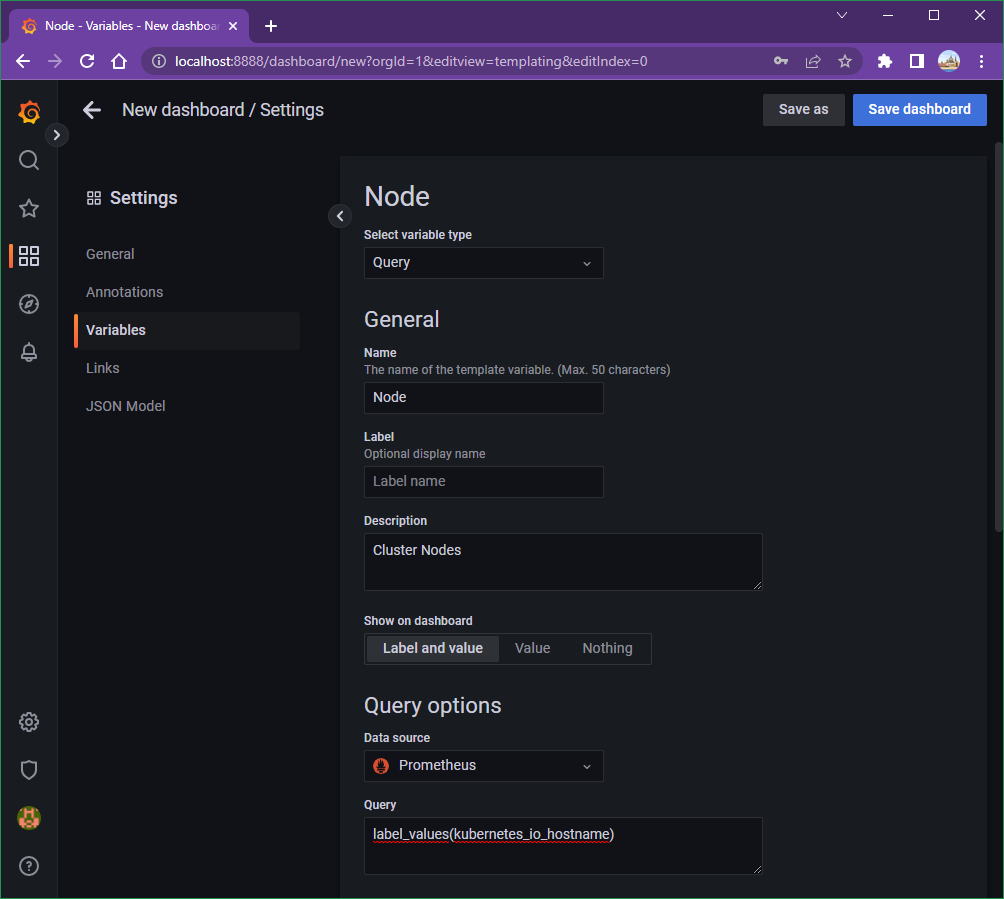 Node - Variables - New dashboar
localhost:8888/dashboard/new?orgId=1&editview=templating&editIndex=0
New dashboard / Settings
Save as
Save dashboard
Settings
General
Annotations
Variables
Links
JSON Model
Node
Select variable type
Query
General
Name
The name of the template variable. (Max. 50 characters)
Node
Label
Optional display name
Label name
Description
Cluster Nodes
Show on dashboard
Label and value
Value
Nothing
Query options
Data source
Prometheus
Query
label_values(kubernetes_io_hostname)